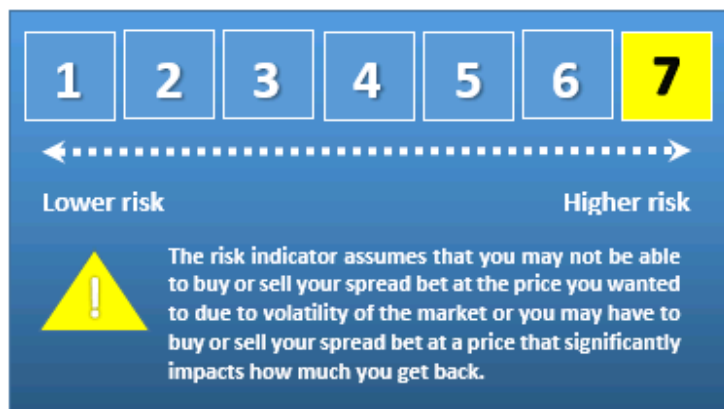 1 2 3 4 5 6 7
Lower risk Higher risk
!
The risk indicator assumes that you may not be able
to buy or sell your spread bet at the price you wanted
to due to volatility of the market or you may have to
buy or sell your spread bet at a price that significantly
impacts how much you get back.